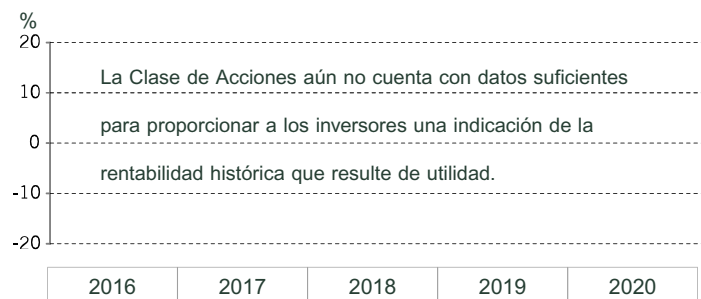 %
20
La Clase de Acciones aún no cuenta con datos suficientes
10
para proporcionar a los inversores una indicación de la
0
rentabilidad histórica que resulte de utilidad.
-10
-20
2016 2017 2018 2019 2020